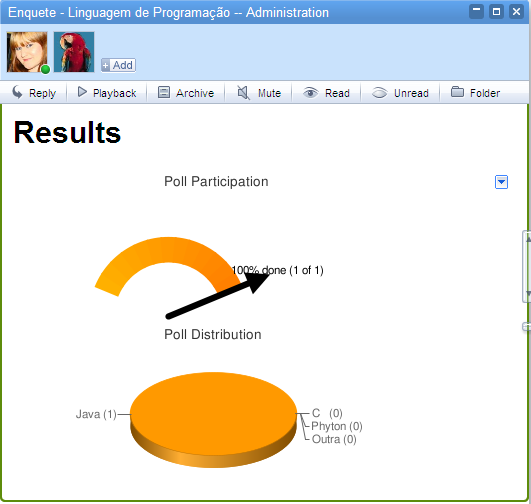 Enquete - Linguagem de Programação -- Administration
+ Add
Reply Playback Archive Mute Read Unread Folder
Results
Poll Participation
100% done (1 of 1)
Poll Distribution
Java (1)
C (0)
Phyton (0)
Outra (0)